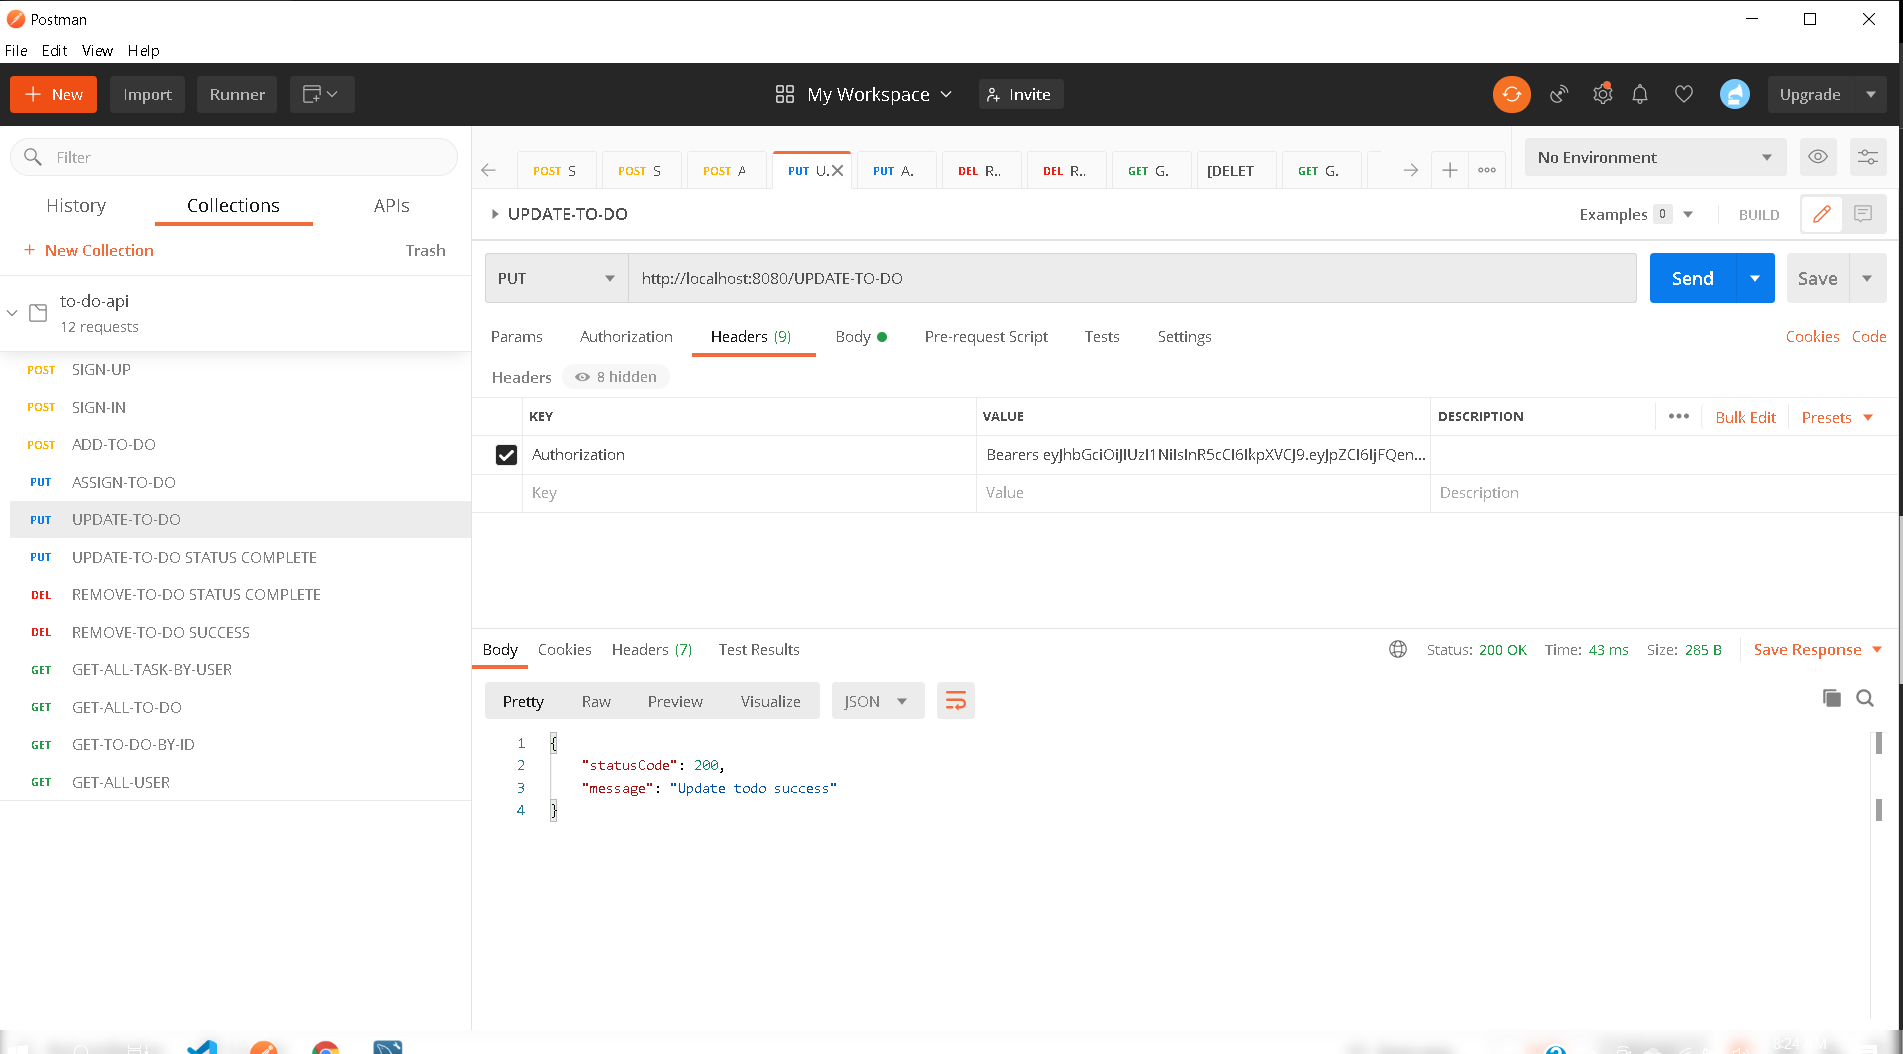 Postman
File Edit View Help
New Import Runner My Workspace Invite Upgrade
Filter
History Collections APIs
+ New Collection Trash
to-do-api
12 requests
POST SIGN-UP
POST SIGN-IN
POST ADD-TO-DO
PUT ASSIGN-TO-DO
PUT UPDATE-TO-DO
PUT UPDATE-TO-DO STATUS COMPLETE
DEL REMOVE-TO-DO STATUS COMPLETE
DEL REMOVE-TO-DO SUCCESS
GET GET-ALL-TASK-BY-USER
GET GET-ALL-TO-DO
GET GET-TO-DO-BY-ID
GET GET-ALL-USER
POST S POST S POST A PUT U. PUT A. DEL R.. DEL R.. GET G. [DELET GET G. No Environment
UPDATE-TO-DO Examples 0 BUILD
PUT http://localhost:8080/UPDATE-TO-DO Send Save
Params Authorization Headers (9) Body Pre-request Script Tests Settings Cookies Code
Headers 8 hidden
KEY VALUE DESCRIPTION Bulk Edit Presets
Authorization Bearers eyJhbGciOiJIUzI1NiIsInR5cCI6IkpXVCJ9.eyJpZCI6IjFQen...
Key Value Description
Body Cookies Headers (7) Test Results Status: 200 OK Time: 43 ms Size: 285 B Save Response
Pretty Raw Preview Visualize JSON
1 {
2 "statusCode": 200,
3 "message": "Update todo success"
4 }